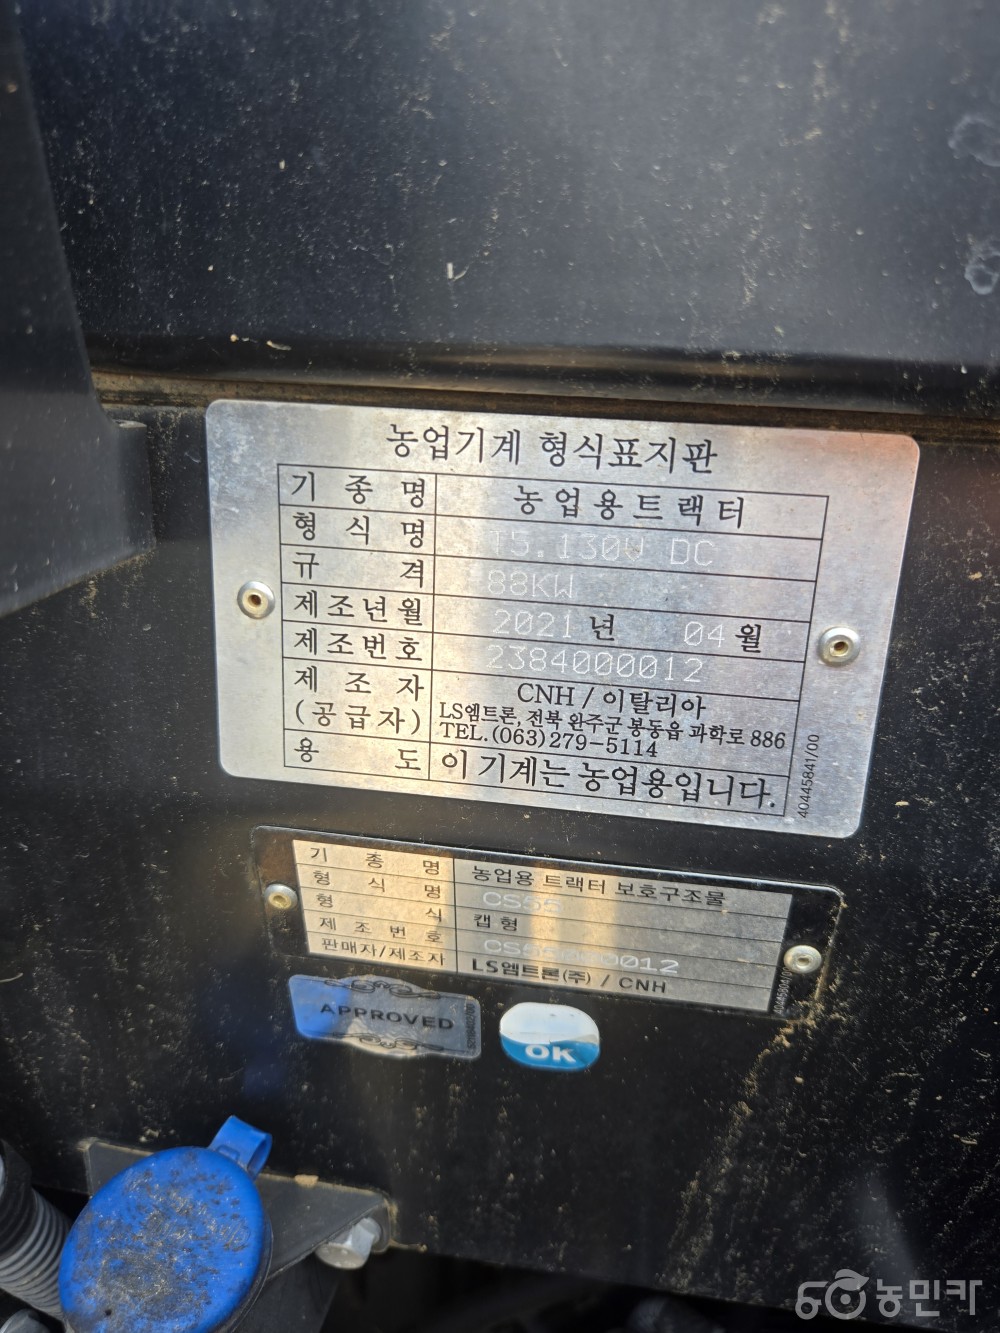 농업기계 형식표지판
기종명 농업용트랙터
형식명 T5.130W DC
규격 88KW
제조년월 2021년 04월
제조번호 2384000012
제조자 CNH / 이탈리아
(공급자) LS엠트론, 전북 완주군 봉동읍 과학로 886
TEL.(063)279-5114
용도 이 기계는 농업용입니다.
40445841/00
기종명 농업용 트랙터 보호구조물
형식명 CS55
형식 캡형
제조번호
판매자/제조자 LS엠트론(주) / CNH
APPROVED
OK
농민카